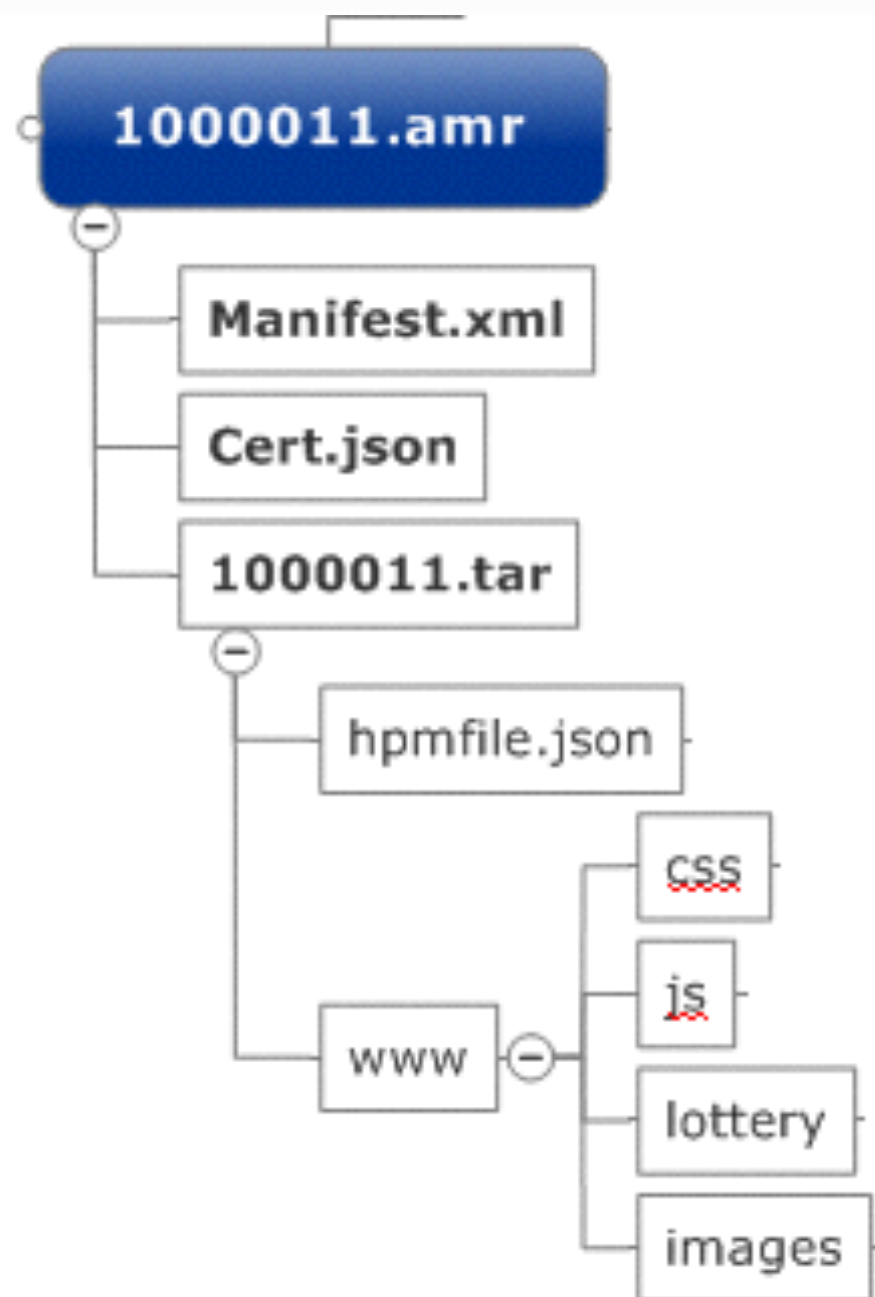 1000011.amr
Manifest.xml
Cert.json
1000011.tar
hpmfile.json
css
js
www
lottery
images